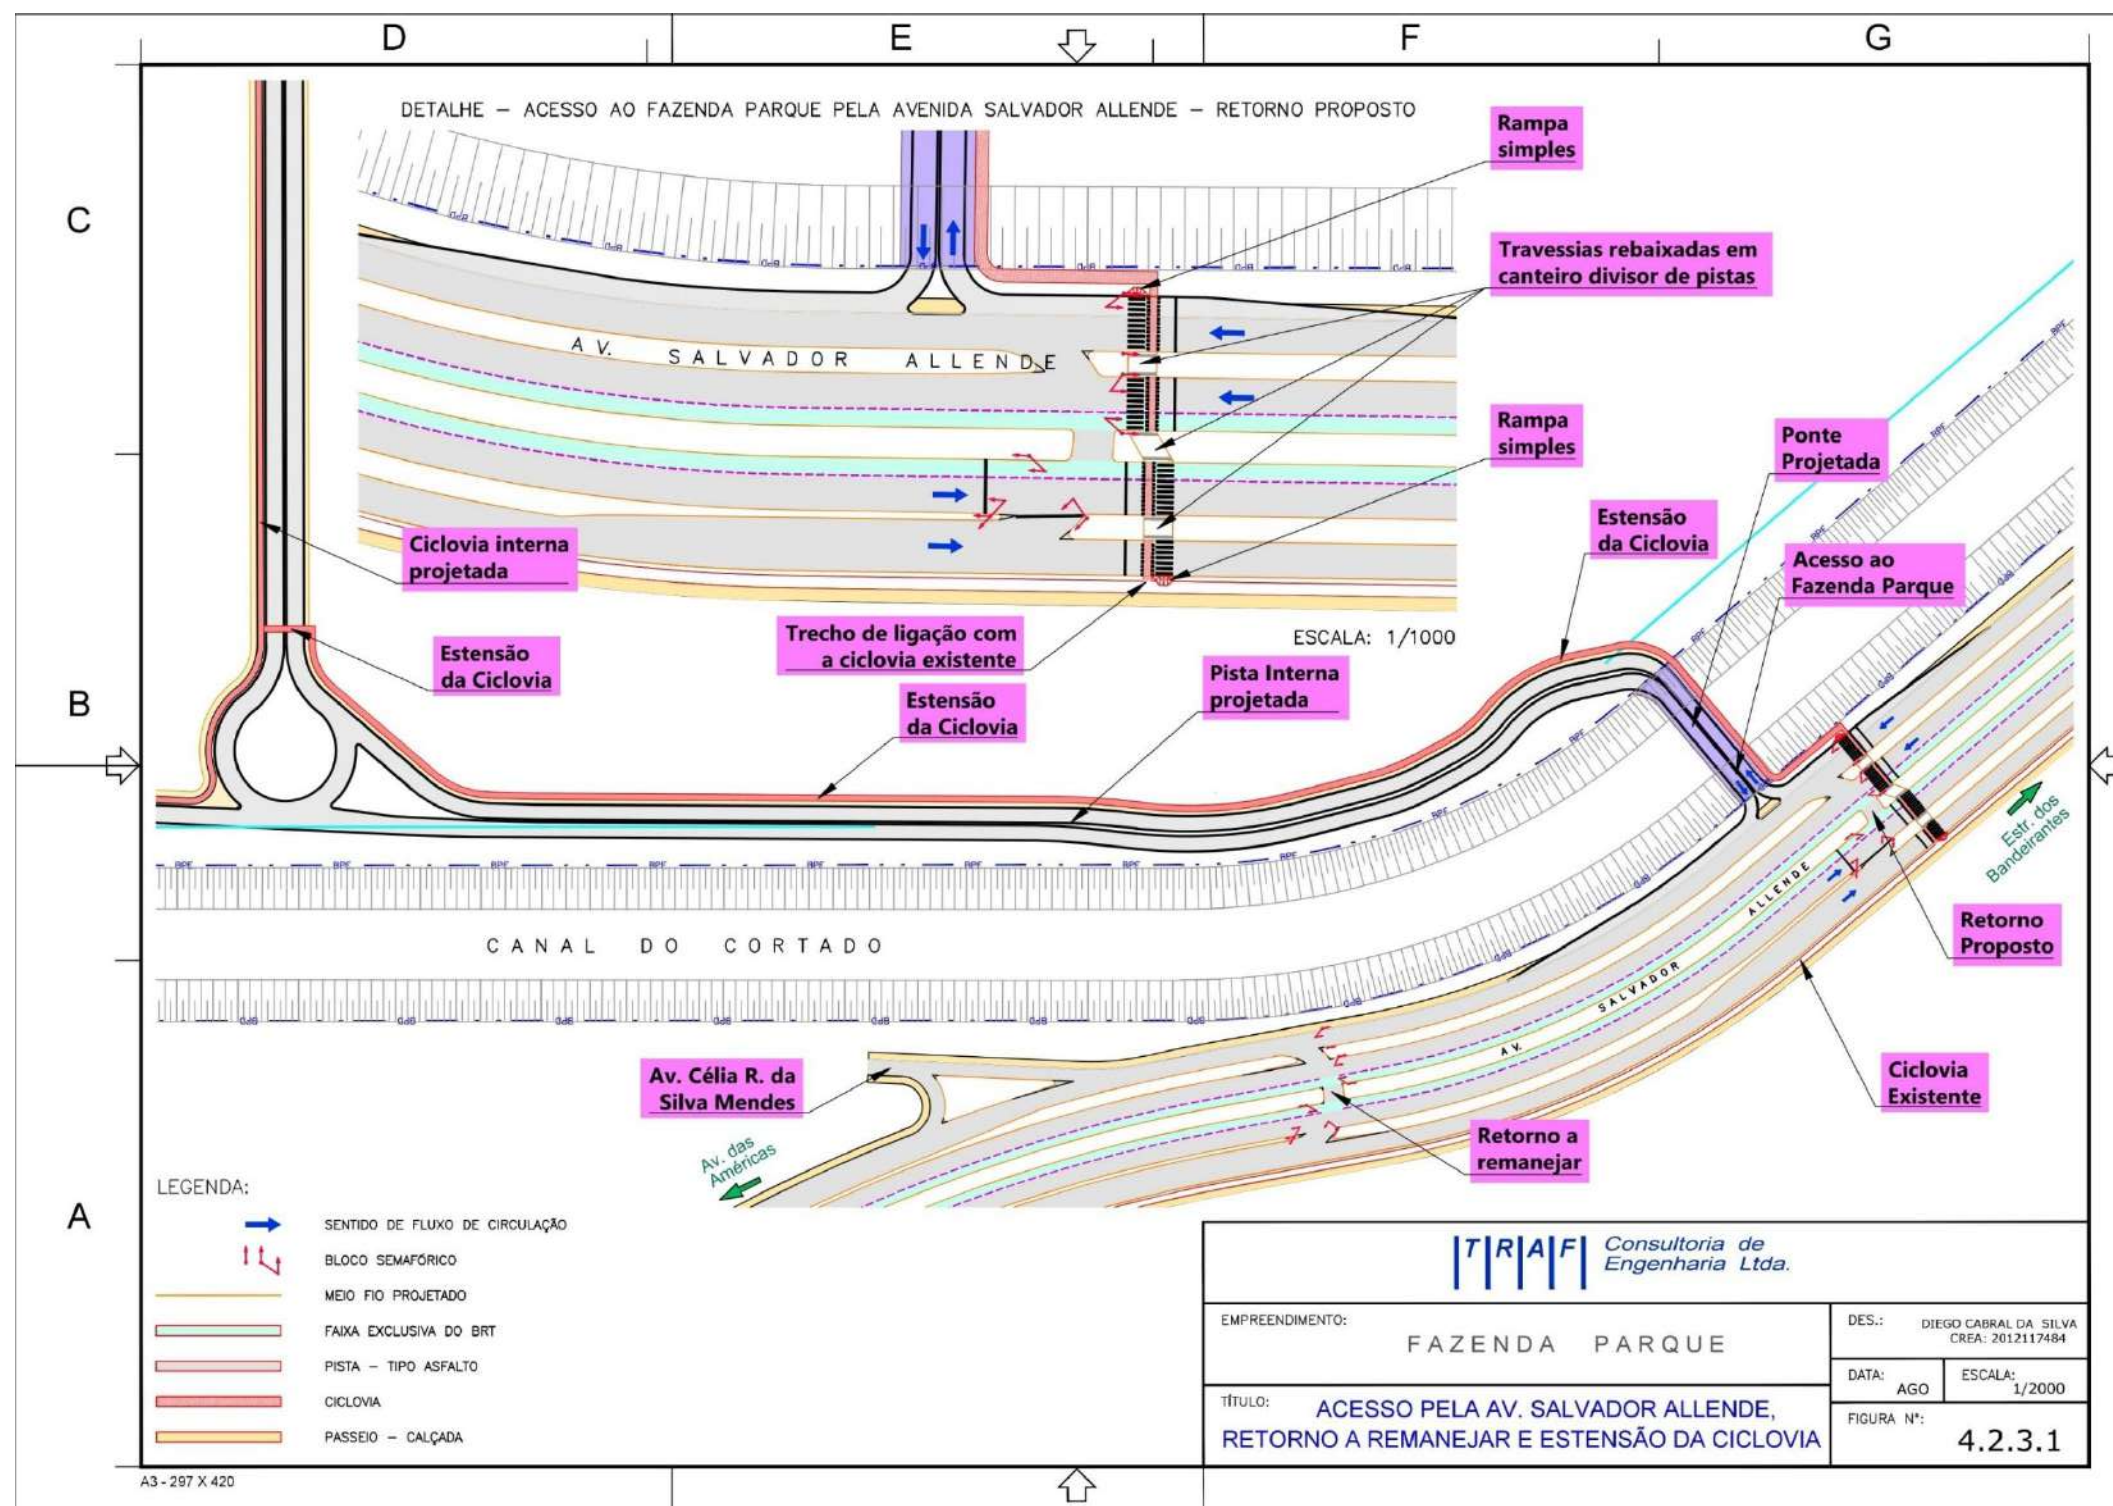 D
E
F
G
C
B
A
DETALHE – ACESSO AO FAZENDA PARQUE PELA AVENIDA SALVADOR ALLENDE – RETORNO PROPOSTO
Rampa
simples
Travessias rebaixadas em
canteiro divisor de pistas
AV. SALVADOR ALLENDE
Rampa
simples
Ponte
Projetada
Estensão
da Ciclovia
Acesso ao
Fazenda Parque
Ciclovia interna
projetada
Trecho de ligação com
a ciclovia existente
ESCALA: 1/1000
Estensão
da Ciclovia
Estensão
da Ciclovia
Pista Interna
projetada
Estr. dos
Bandeirantes
Retorno
Proposto
CANAL DO CORTADO
AV. SALVADOR ALLENDE
BPF
BPF
BPF
BPF
BPF
BPF
BPF
Av. Célia R. da
Silva Mendes
Ciclovia
Existente
Retorno a
remanejar
Av. das
Américas
LEGENDA:
SENTIDO DE FLUXO DE CIRCULAÇÃO
BLOCO SEMAFÓRICO
MEIO FIO PROJETADO
FAIXA EXCLUSIVA DO BRT
PISTA – TIPO ASFALTO
CICLOVIA
PASSEIO – CALÇADA
TRAF Consultoria de
Engenharia Ltda.
EMPREENDIMENTO:
FAZENDA PARQUE
DES.: DIEGO CABRAL DA SILVA
CREA: 2012117484
DATA: AGO
ESCALA: 1/2000
TÍTULO: ACESSO PELA AV. SALVADOR ALLENDE,
RETORNO A REMANEJAR E ESTENSÃO DA CICLOVIA
FIGURA Nº: 4.2.3.1
A3 - 297 X 420